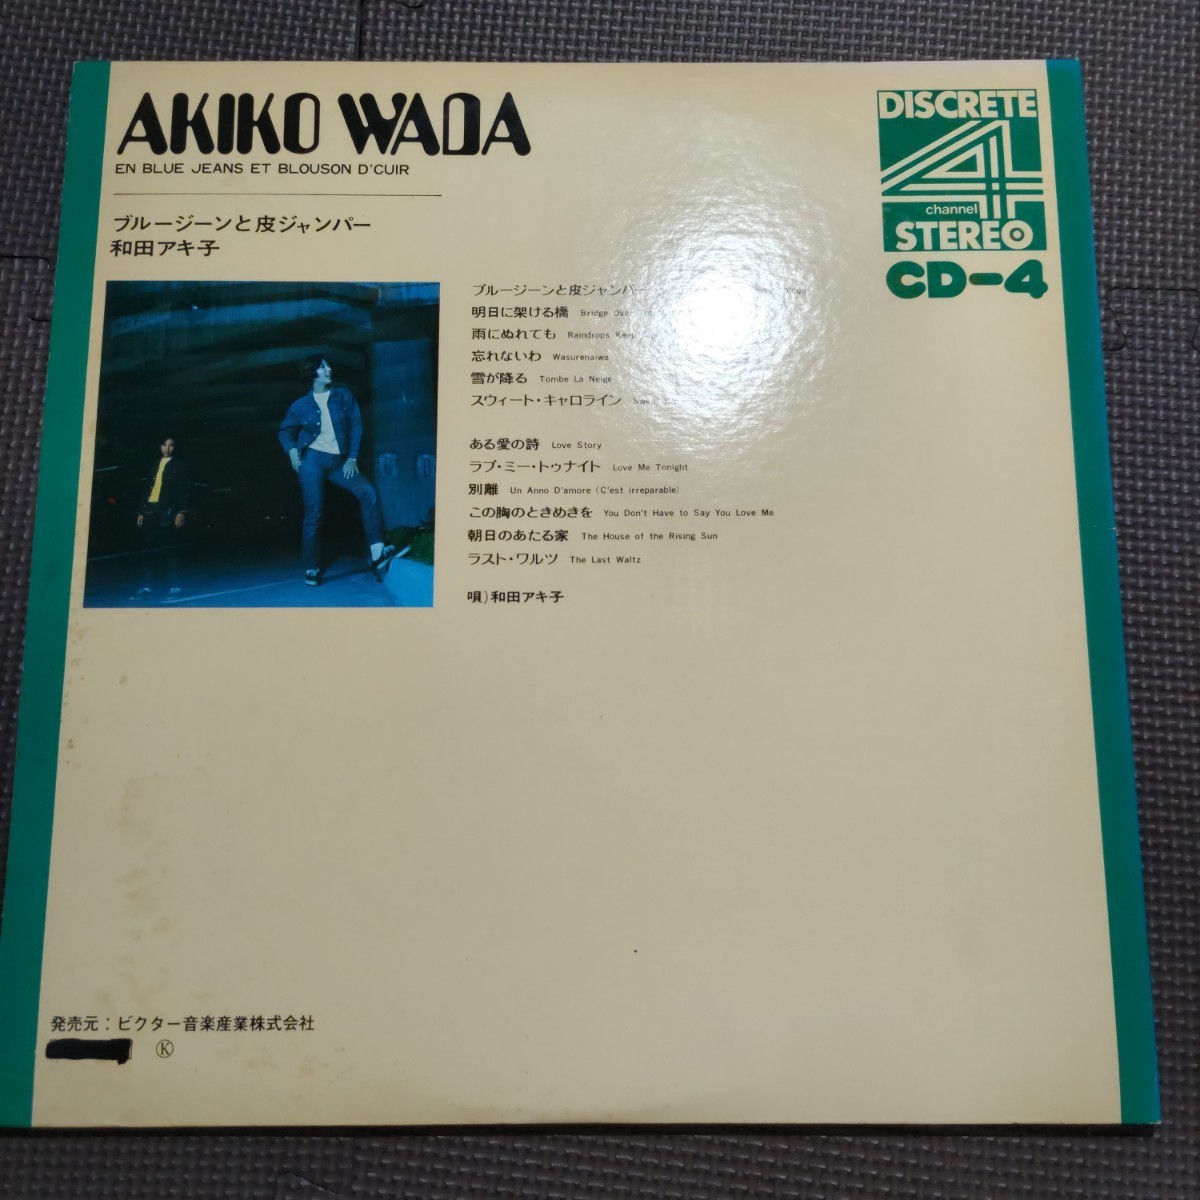 AKIKO WADA
EN BLUE JEANS ET BLOUSON D'CUIR
ブルージーンと皮ジャンパー
和田アキ子
DISCRETE
4
channel
STEREO
CD-4
ブルージーンと皮ジャンパー
明日に架ける橋 Bridge Over
雨にぬれても Raindrops Keep
忘れないわ Wasurenaiwa
雪が降る Tombe La Neige
スウィート・キャロライン Sweet
ある愛の詩 Love Story
ラブ・ミー・トゥナイト Love Me Tonight
別離 Un Anno D'amore (C'est irreparable)
この胸のときめきを You Don't Have to Say You Love Me
朝日のあたる家 The House of the Rising Sun
ラスト・ワルツ The Last Waltz
唄)和田アキ子
発売元:ビクター音楽産業株式会社
Ⓚ